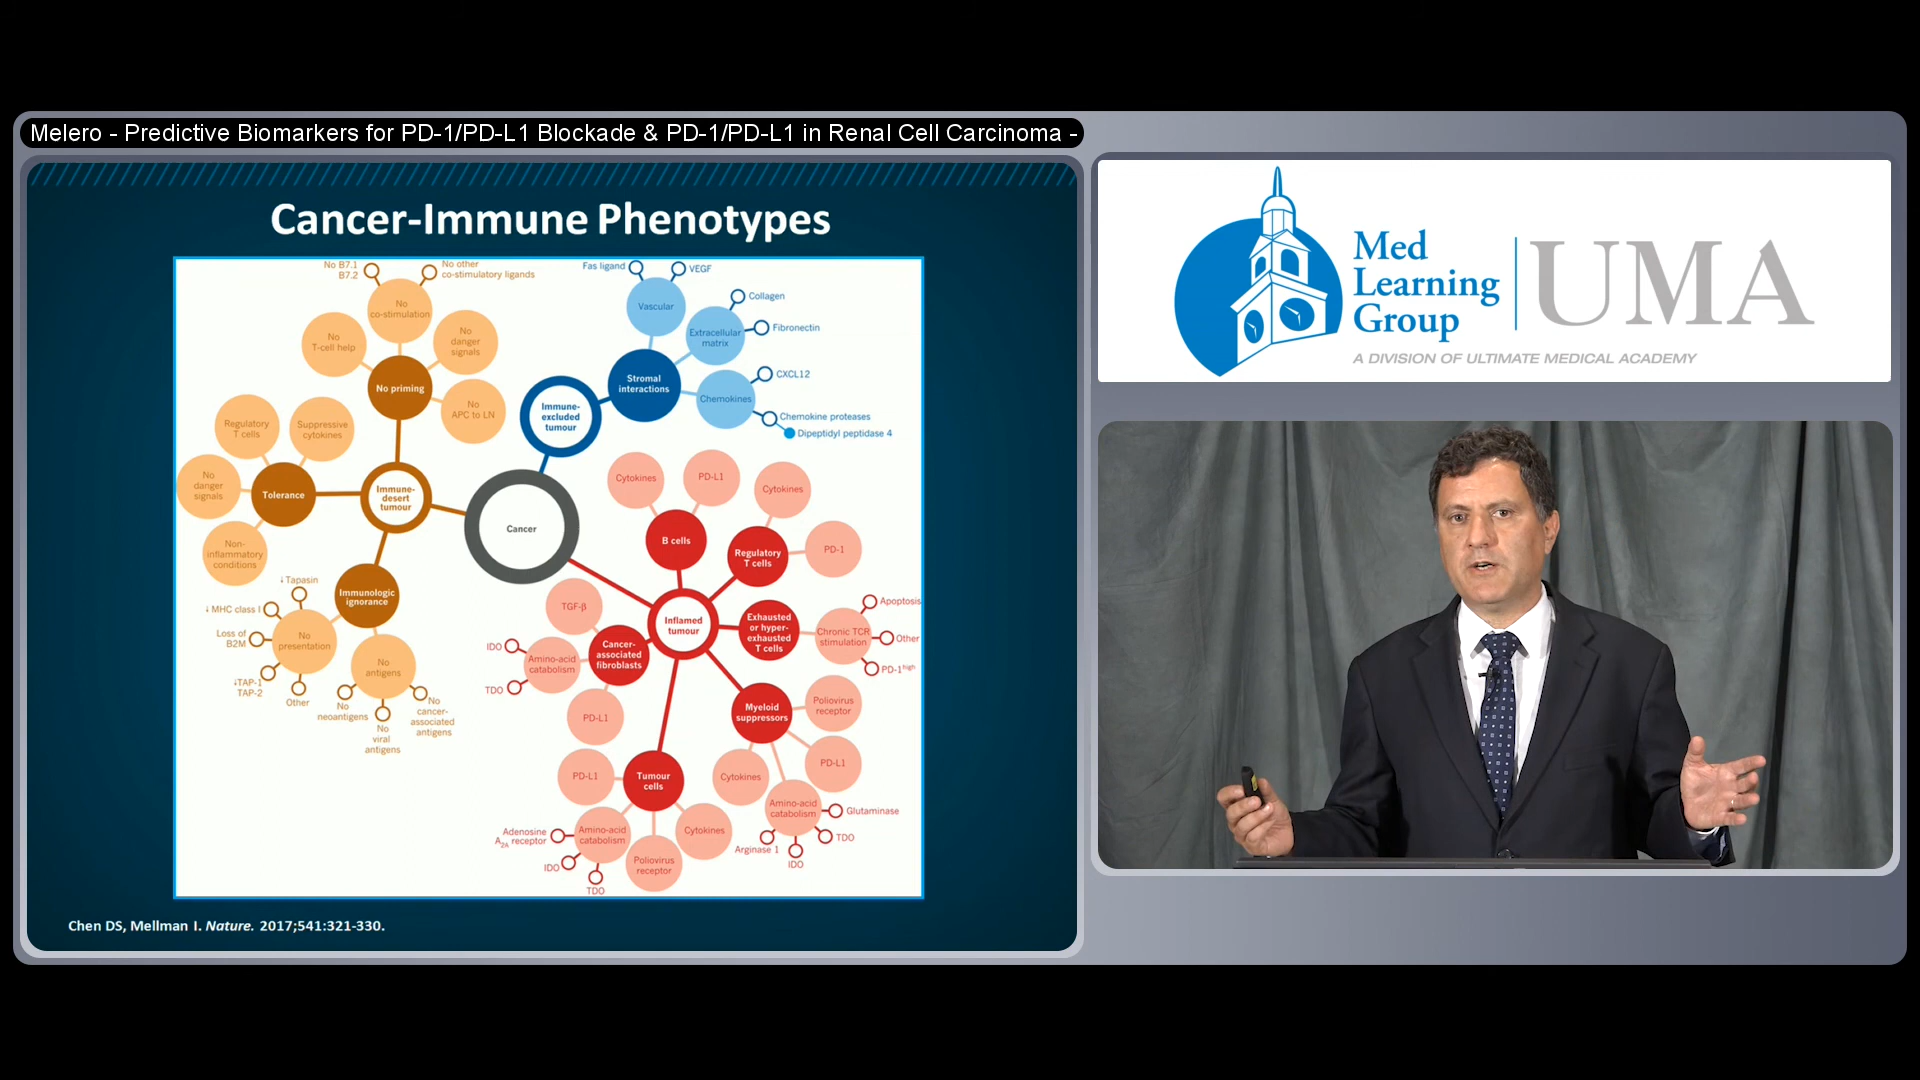 Melero - Predictive Biomarkers for PD-1/PD-L1 Blockade & PD-1/PD-L1 in Renal Cell Carcinoma -
Cancer-Immune Phenotypes
No B7.1
B7.2
No other
co-stimulatory ligands
No
co-stimulation
No
T-cell help
No
danger
signals
No priming
No
APC to LN
Regulatory
T cells
Suppressive
cytokines
No
danger
signals
Tolerance
Non-
inflammatory
conditions
Immune-
desert
tumour
Immunologic
ignorance
↓Tapasin
↓MHC class I
Loss of
B2M
↓TAP-1
TAP-2
Other
No
presentation
No
antigens
No
neoantigens
No
viral
antigens
No
cancer-
associated
antigens
Cancer
Immune-
excluded
tumour
Stromal
interactions
Fas ligand
VEGF
Vascular
Collagen
Extracellular
matrix
Fibronectin
CXCL12
Chemokines
Chemokine proteases
Dipeptidyl peptidase 4
Inflamed
tumour
Cytokines
PD-L1
B cells
Cytokines
Regulatory
T cells
PD-1
Exhausted
or hyper-
exhausted
T cells
Chronic TCR
stimulation
Apoptosis
Other
PD-1high
Myeloid
suppressors
Poliovirus
receptor
PD-L1
Cytokines
Amino-acid
catabolism
Glutaminase
TDO
IDO
Arginase 1
TGF-β
Cancer-
associated
fibroblasts
Amino-acid
catabolism
IDO
TDO
PD-L1
Tumour
cells
PD-L1
Amino-acid
catabolism
Adenosine
A2A receptor
IDO
TDO
Poliovirus
receptor
Cytokines
Chen DS, Mellman I. Nature. 2017;541:321-330.
Med
Learning
Group
UMA
A DIVISION OF ULTIMATE MEDICAL ACADEMY